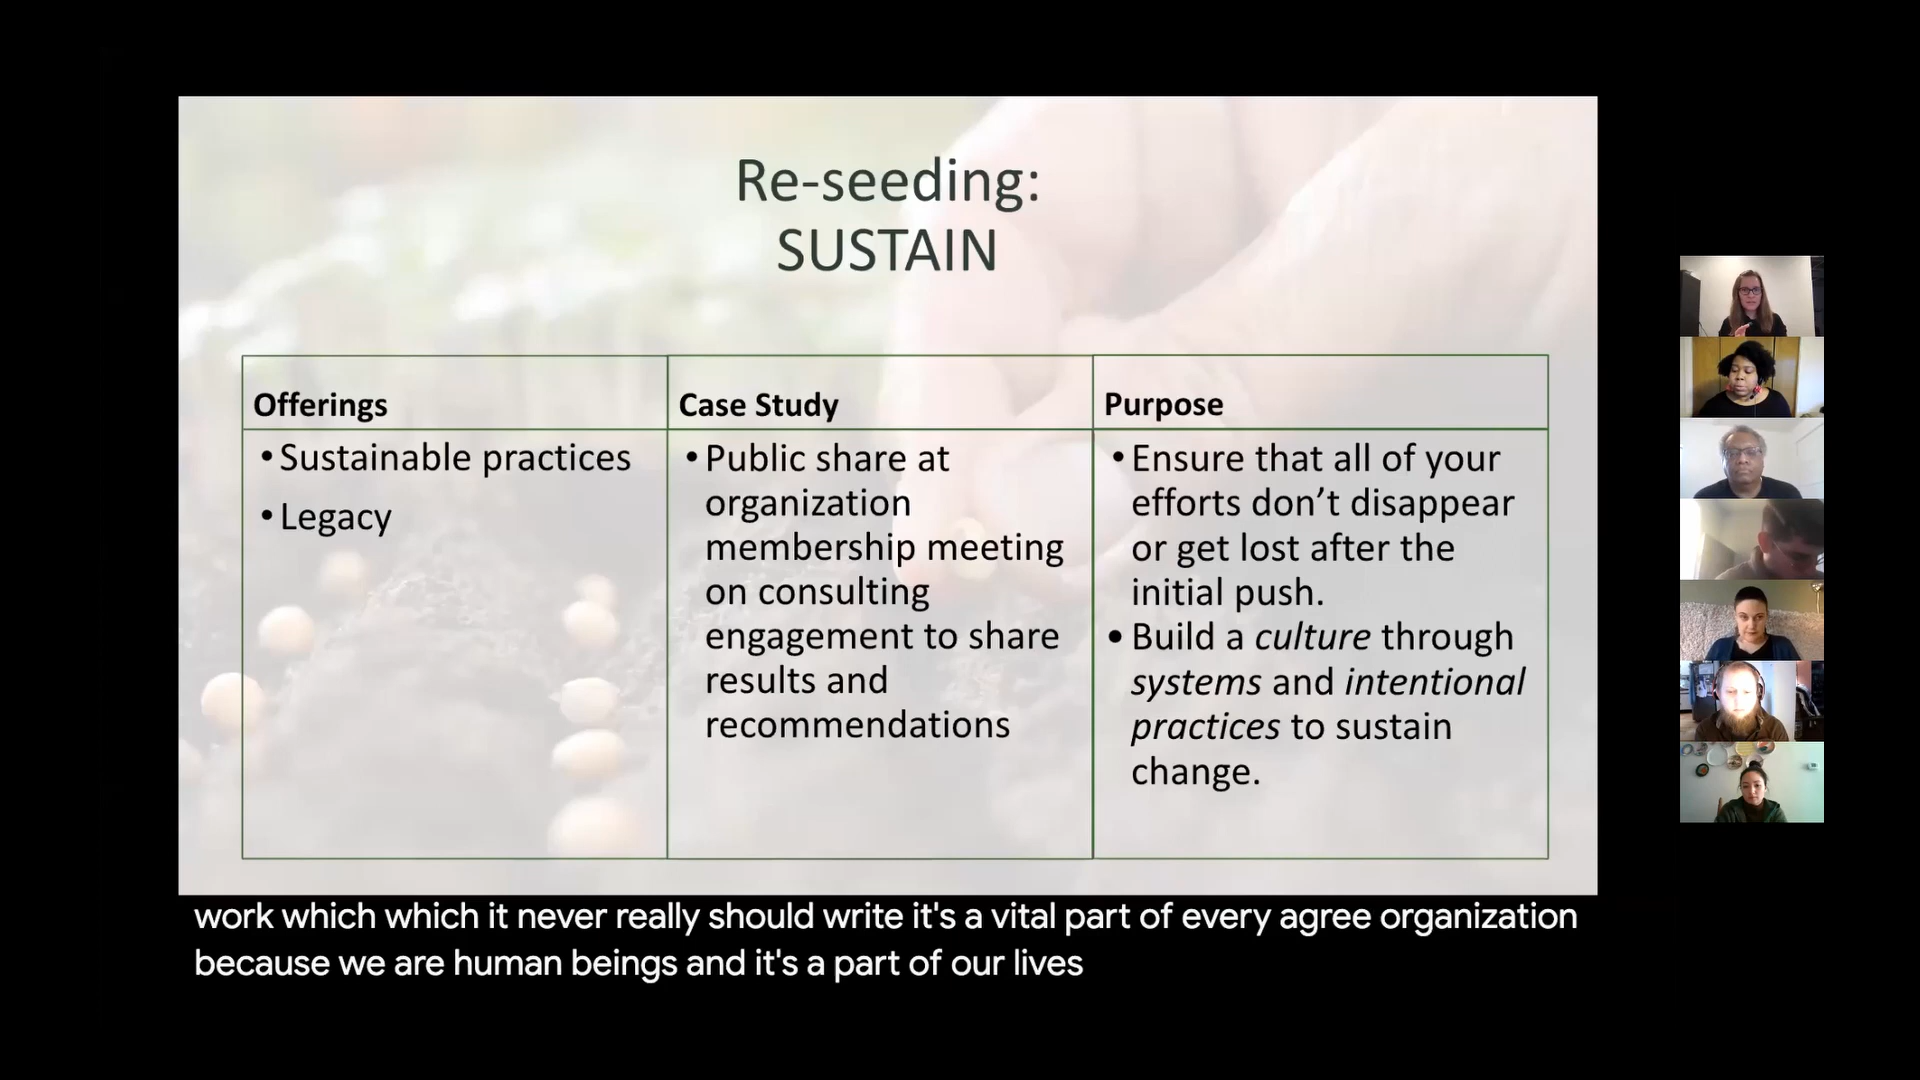 Re-seeding:
SUSTAIN
Offerings
• Sustainable practices
• Legacy
Case Study
• Public share at
organization
membership meeting
on consulting
engagement to share
results and
recommendations
Purpose
• Ensure that all of your
efforts don’t disappear
or get lost after the
initial push.
• Build a culture through
systems and intentional
practices to sustain
change.
work which which it never really should write it's a vital part of every agree organization
because we are human beings and it's a part of our lives